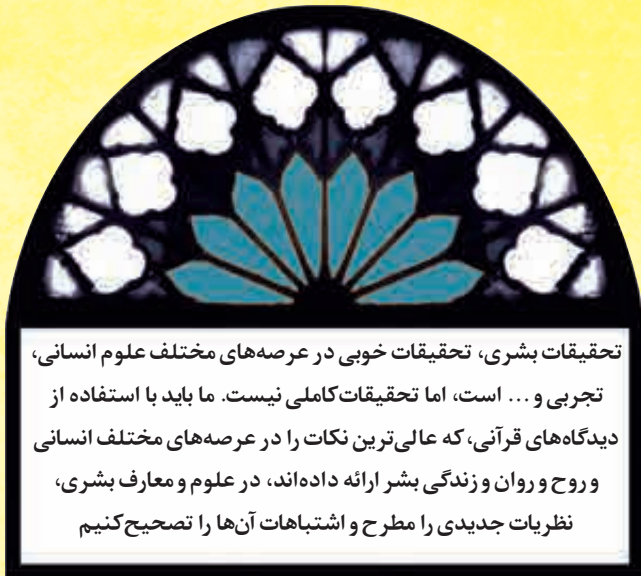 تحقیقات بشری، تحقیقات خوبی در عرصه‌های مختلف علوم انسانی،
تجربی و... است، اما تحقیقات کاملی نیست. ما باید با استفاده از
دیدگاه‌های قرآنی، که عالی‌ترین نکات را در عرصه‌های مختلف انسانی
و روح و روان و زندگی بشر ارائه داده‌اند، در علوم و معارف بشری،
نظریات جدیدی را مطرح و اشتباهات آن‌ها را تصحیح کنیم